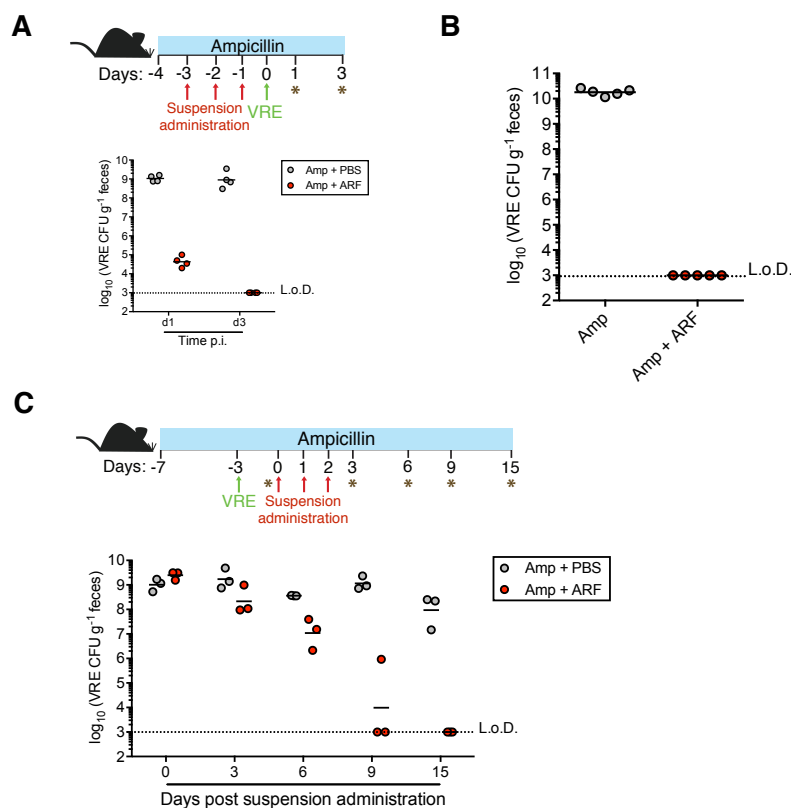 A
Ampicillin
Days: -4 -3 -2 -1 0 1 3
* *
Suspension VRE
administration
log10 (VRE CFU g-1 feces)
10
9
8
7
6
5
4
3
2
L.o.D.
d1 d3
Time p.i.
Amp + PBS
Amp + ARF
B
log10 (VRE CFU g-1 feces)
11
10
9
8
7
6
5
4
3
2
L.o.D.
Amp
Amp + ARF
C
Ampicillin
Days: -7 -3 0 1 2 3 6 9 15
* * * * *
VRE Suspension
administration
log10 (VRE CFU g-1 feces)
10
9
8
7
6
5
4
3
2
L.o.D.
0 3 6 9 15
Days post suspension administration
Amp + PBS
Amp + ARF